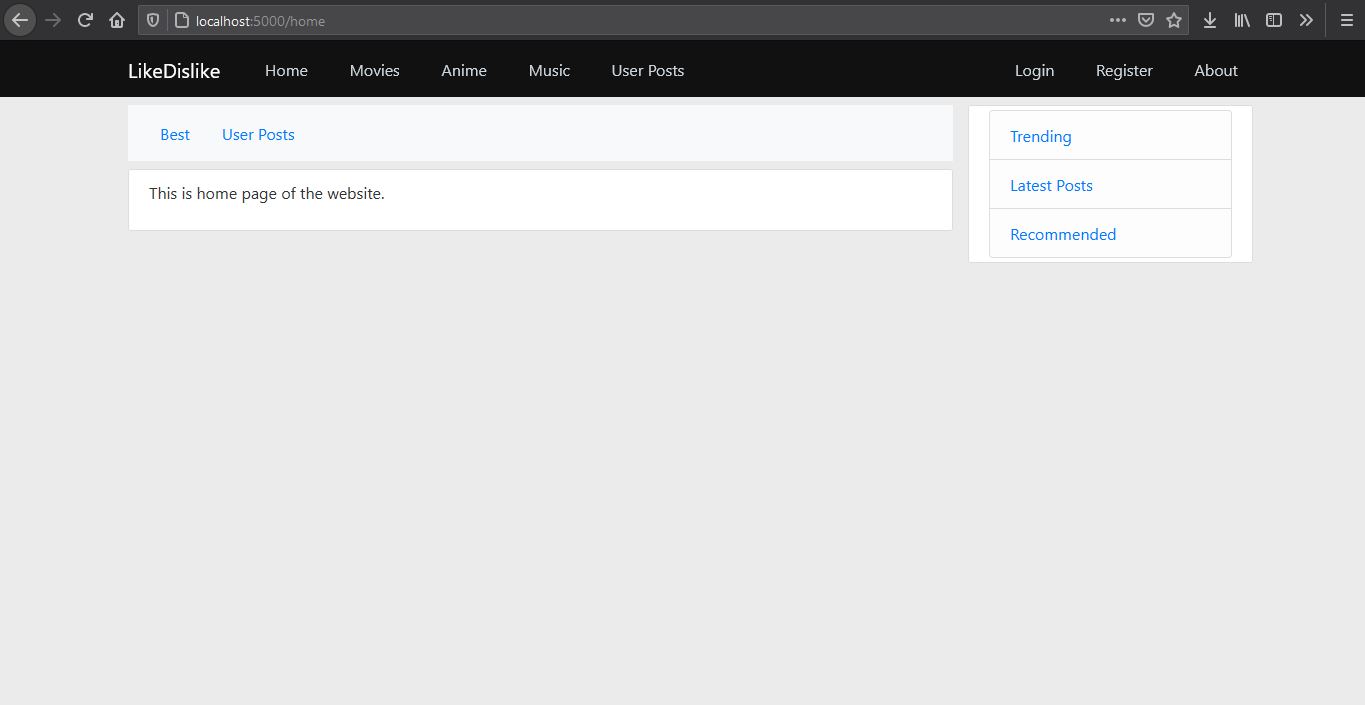 localhost:5000/home
LikeDislike Home Movies Anime Music User Posts Login Register About
Best User Posts
This is home page of the website.
Trending
Latest Posts
Recommended